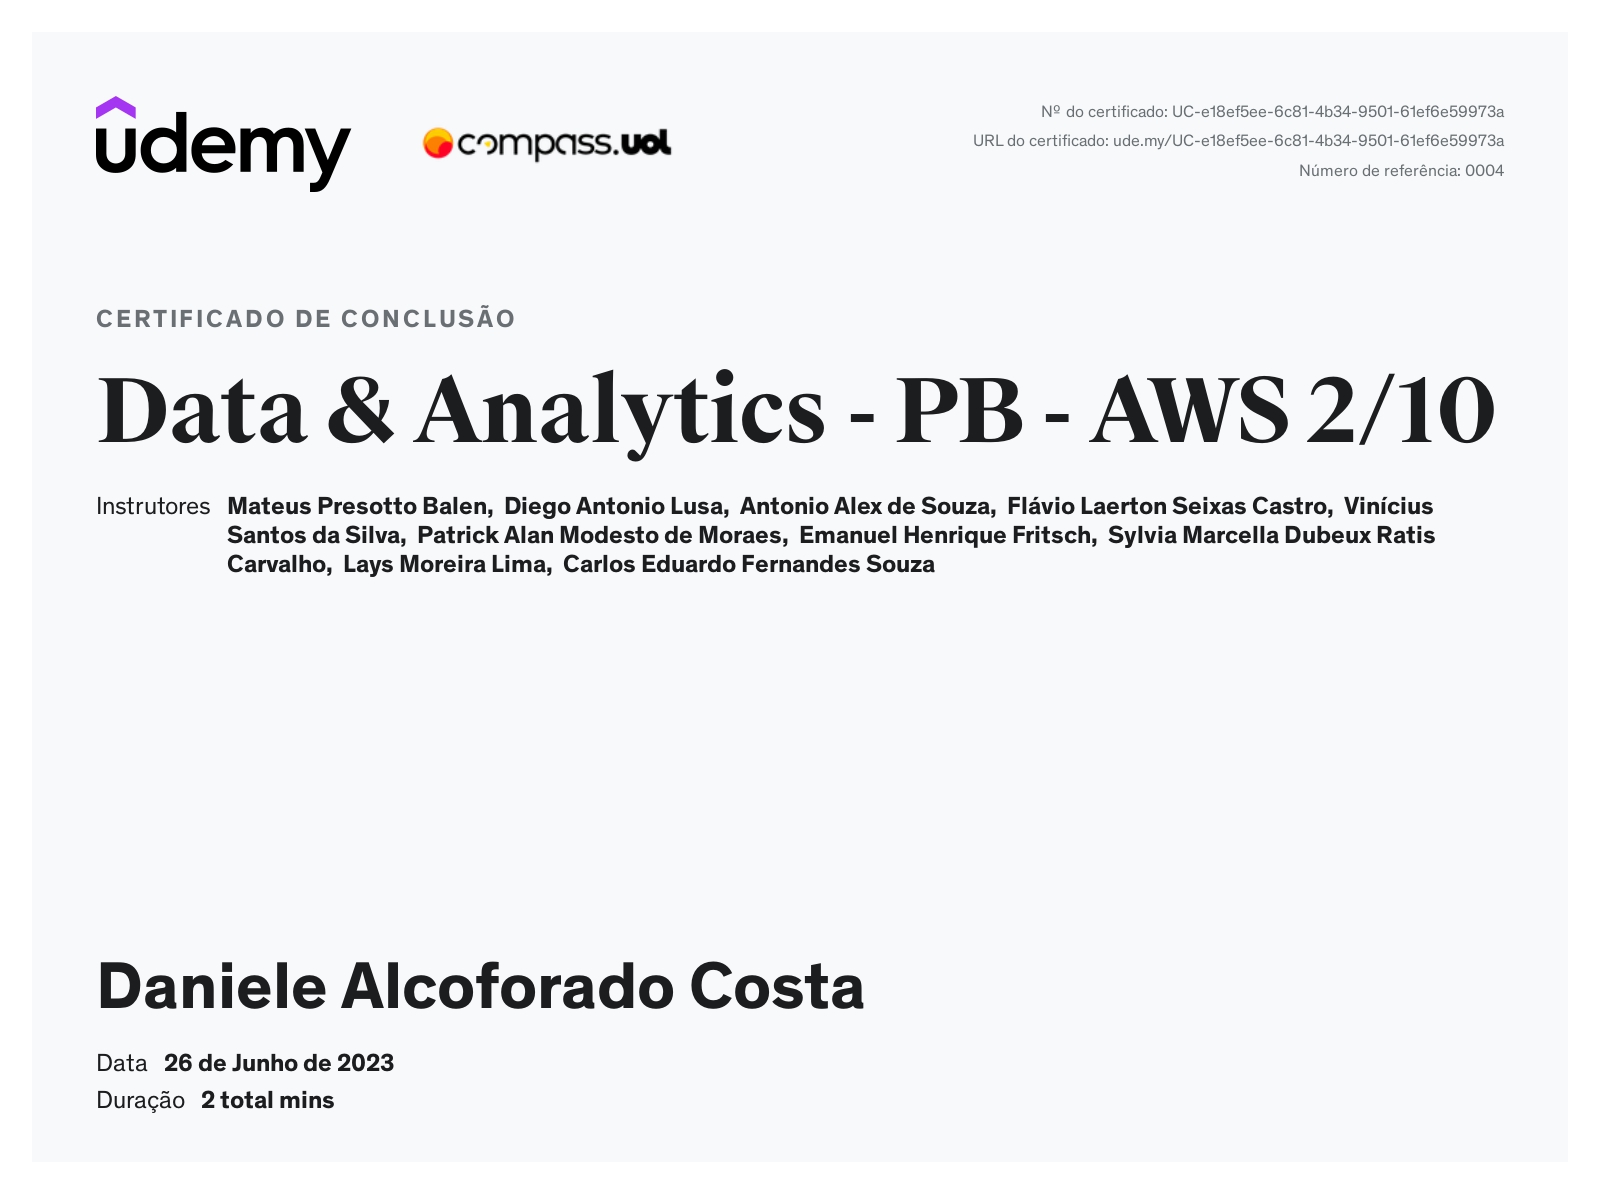 udemy
compass.uol
Nº do certificado: UC-e18ef5ee-6c81-4b34-9501-61ef6e59973a
URL do certificado: ude.my/UC-e18ef5ee-6c81-4b34-9501-61ef6e59973a
Número de referência: 0004
CERTIFICADO DE CONCLUSÃO
Data & Analytics - PB - AWS 2/10
Instrutores Mateus Presotto Balen, Diego Antonio Lusa, Antonio Alex de Souza, Flávio Laerton Seixas Castro, Vinícius
Santos da Silva, Patrick Alan Modesto de Moraes, Emanuel Henrique Fritsch, Sylvia Marcella Dubeux Ratis
Carvalho, Lays Moreira Lima, Carlos Eduardo Fernandes Souza
Daniele Alcoforado Costa
Data 26 de Junho de 2023
Duração 2 total mins